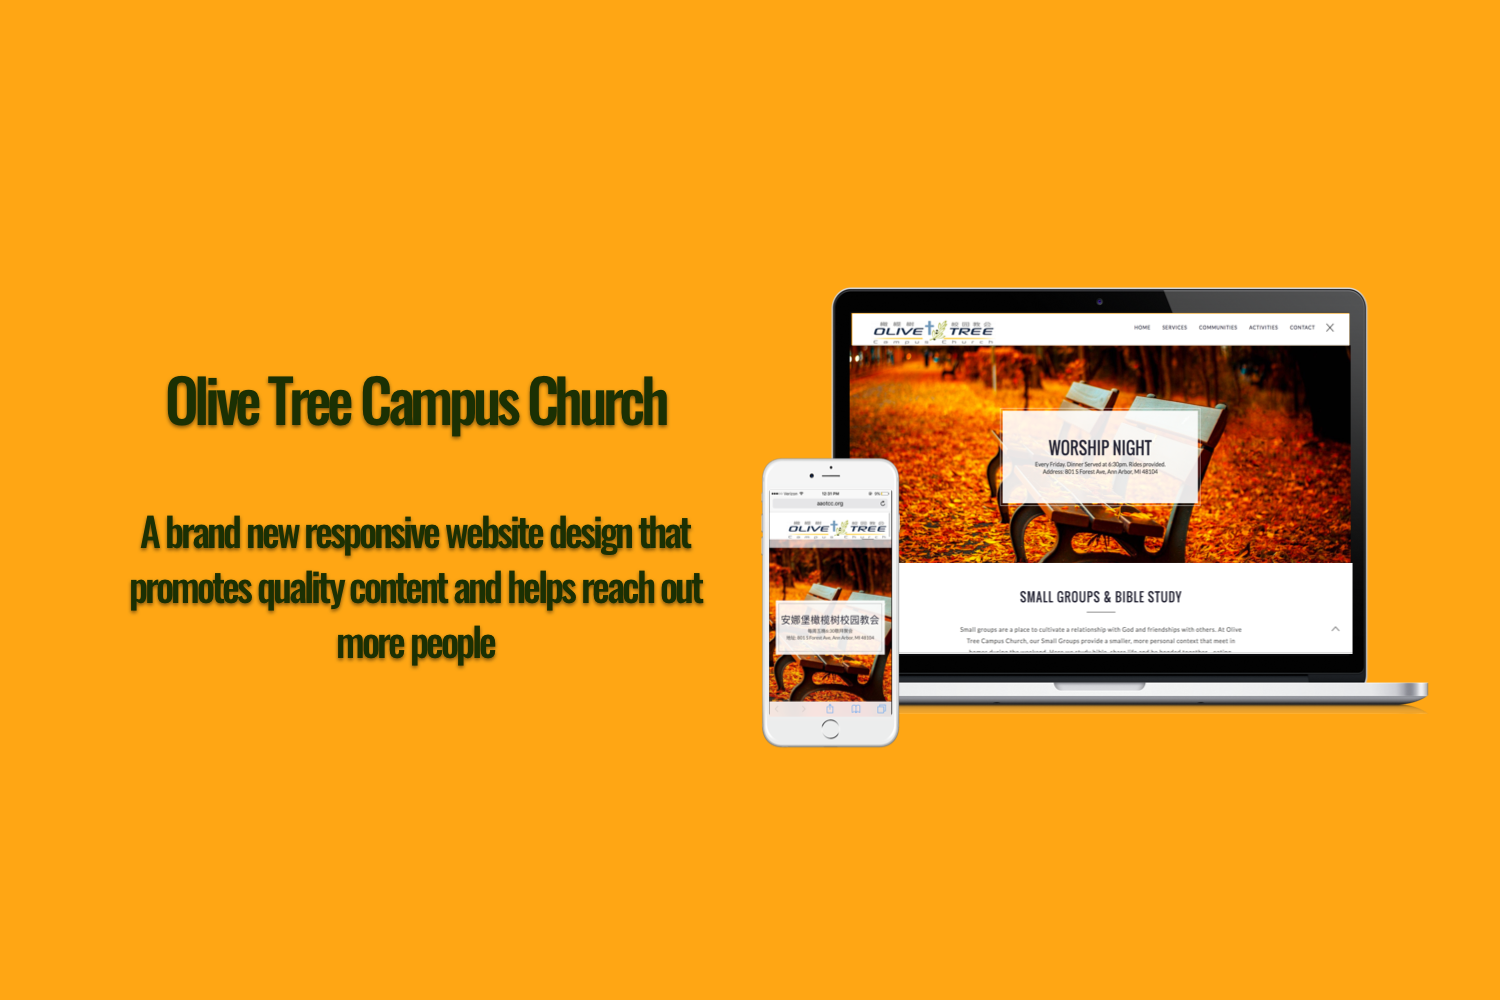 Olive Tree Campus Church
A brand new responsive website design that
promotes quality content and helps reach out
more people
OLIVE TREE
Campus Church
HOME SERVICES COMMUNITIES ACTIVITIES CONTACT
WORSHIP NIGHT
Every Friday. Dinner Served at 6:30pm. Rides provided.
Address: 801 S Forest Ave, Ann Arbor, MI 48104
SMALL GROUPS & BIBLE STUDY
Small groups are a place to cultivate a relationship with God and friendships with others. At Olive
Tree Campus Church, our Small Groups provide a smaller, more personal context that meet in
Verizon 10:51 PM
aaotcc.org
OLIVE TREE
Campus Church
安娜堡橄榄树校园教会
地址: 801 S Forest Ave, Ann Arbor, MI 48104